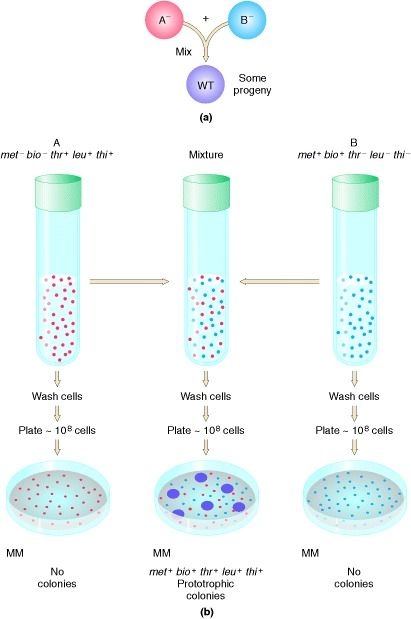 A⁻ + B⁻
Mix
WT
Some
progeny
(a)
A
met⁻ bio⁻ thr⁺ leu⁺ thi⁺
Mixture
B
met⁺ bio⁺ thr⁻ leu⁻ thi⁻
Wash cells
Wash cells
Wash cells
Plate ~ 10⁸ cells
Plate ~ 10⁸ cells
Plate ~ 10⁸ cells
MM
No
colonies
MM
met⁺ bio⁺ thr⁺ leu⁺ thi⁺
Prototrophic
colonies
MM
No
colonies
(b)